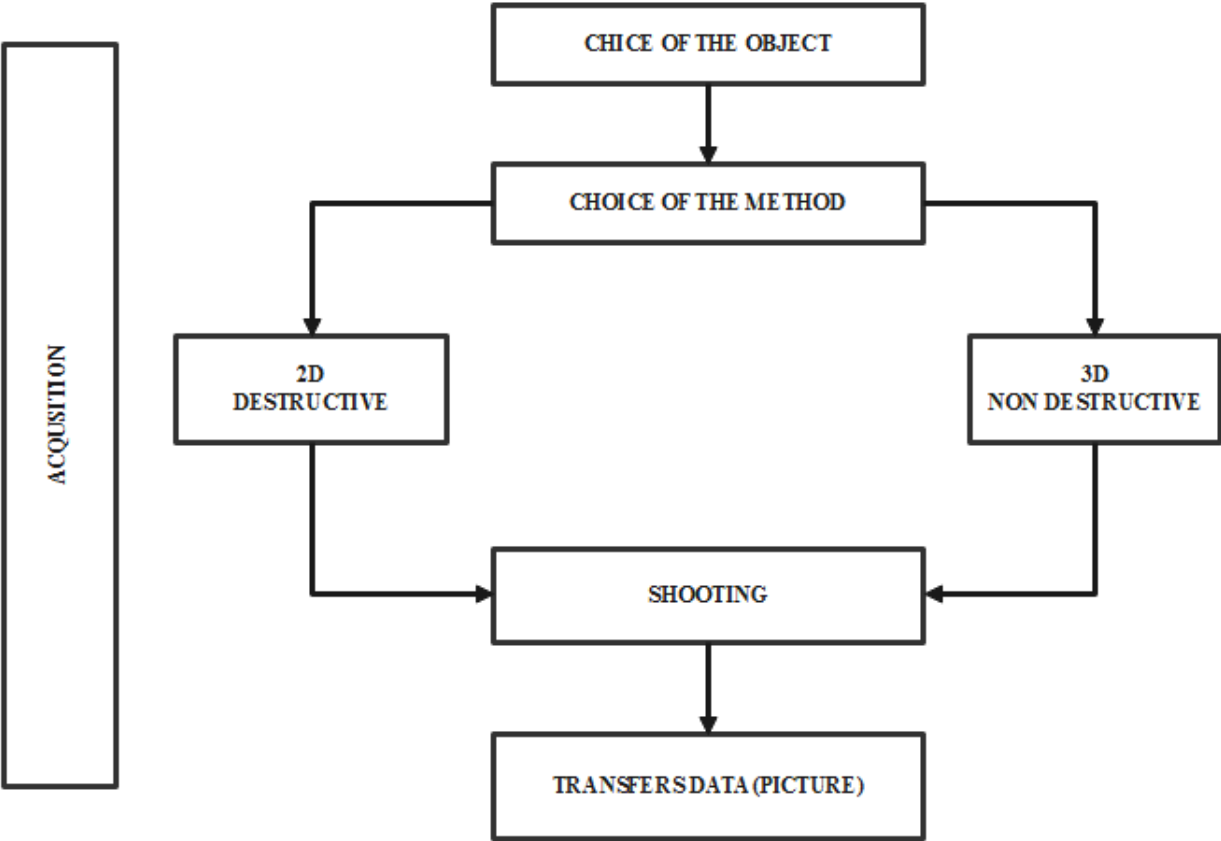 CHICE OF THE OBJECT
CHOICE OF THE METHOD
ACQUSITION
2D
DESTRUCTIVE
3D
NON DESTRUCTIVE
SHOOTING
TRANSFERS DATA (PICTURE)